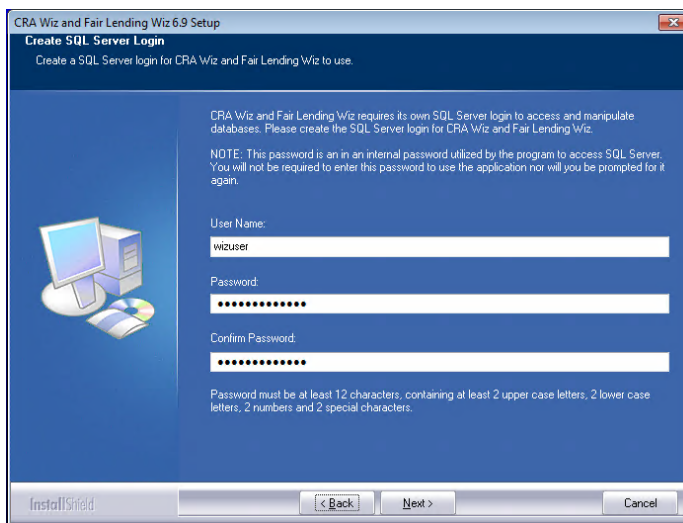 CRA Wiz and Fair Lending Wiz 6.9 Setup
Create SQL Server Login
Create a SQL Server login for CRA Wiz and Fair Lending Wiz to use.
CRA Wiz and Fair Lending Wiz requires its own SQL Server login to access and manipulate
databases. Please create the SQL Server login for CRA Wiz and Fair Lending Wiz.
NOTE: This password is an in an internal password utilized by the program to access SQL Server.
You will not be required to enter this password to use the application nor will you be prompted for it
again.
User Name:
wizuser
Password:
•••••••••••••
Confirm Password:
•••••••••••••
Password must be at least 12 characters, containing at least 2 upper case letters, 2 lower case
letters, 2 numbers and 2 special characters.
InstallShield
< Back
Next >
Cancel